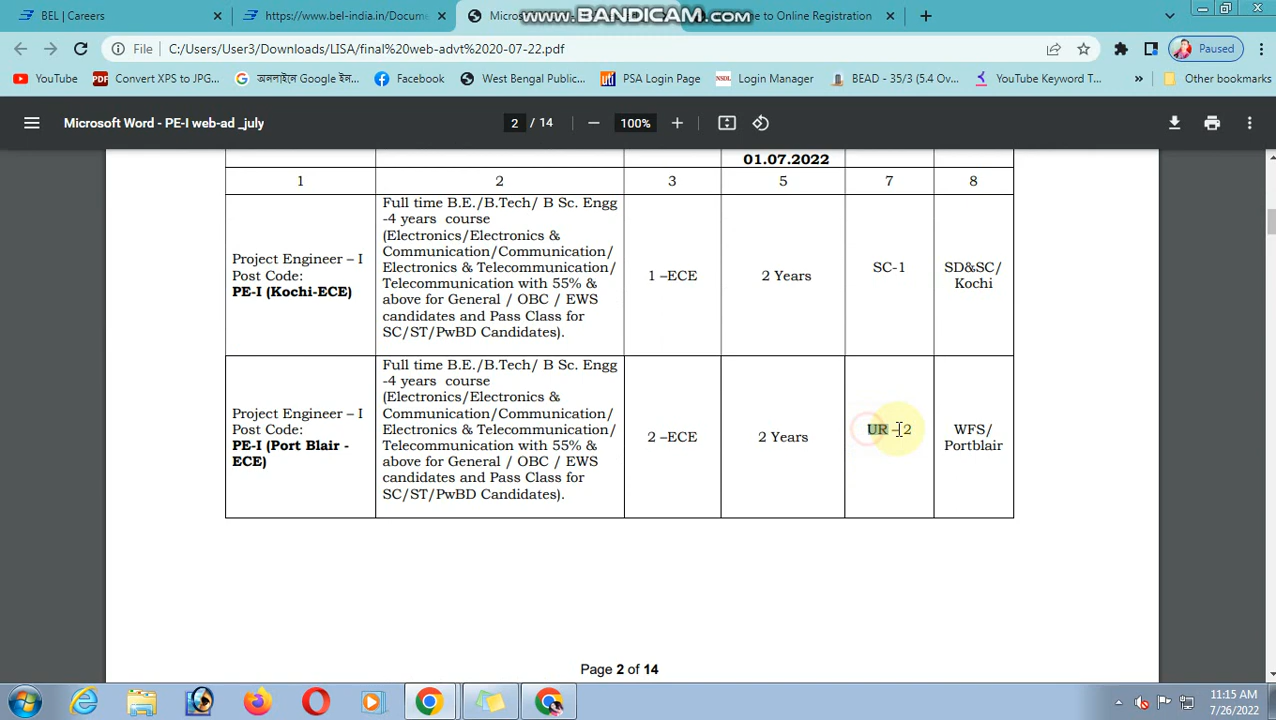 BEL | Careers
https://www.bel-india.in/Docume
Micros
www.BANDICAM.com
e to Online Registration
File
C:/Users/User3/Downloads/LISA/final%20web-advt%2020-07-22.pdf
Paused
YouTube
Convert XPS to JPG...
অনলাইনে Google ইন...
Facebook
West Bengal Public...
uti
PSA Login Page
NSDL
Login Manager
BEAD - 35/3 (5.4 Ov...
YouTube Keyword T...
»
Other bookmarks
Microsoft Word - PE-I web-ad _july
2 / 14
100%
01.07.2022
1
2
3
5
7
8
Project Engineer – I
Post Code:
PE-I (Kochi-ECE)
Full time B.E./B.Tech/ B Sc. Engg
-4 years course
(Electronics/Electronics &
Communication/Communication/
Electronics & Telecommunication/
Telecommunication with 55% &
above for General / OBC / EWS
candidates and Pass Class for
SC/ST/PwBD Candidates).
1 –ECE
2 Years
SC-1
SD&SC/
Kochi
Project Engineer – I
Post Code:
PE-I (Port Blair -
ECE)
Full time B.E./B.Tech/ B Sc. Engg
-4 years course
(Electronics/Electronics &
Communication/Communication/
Electronics & Telecommunication/
Telecommunication with 55% &
above for General / OBC / EWS
candidates and Pass Class for
SC/ST/PwBD Candidates).
2 –ECE
2 Years
UR – 2
WFS/
Portblair
Page 2 of 14
11:15 AM
7/26/2022